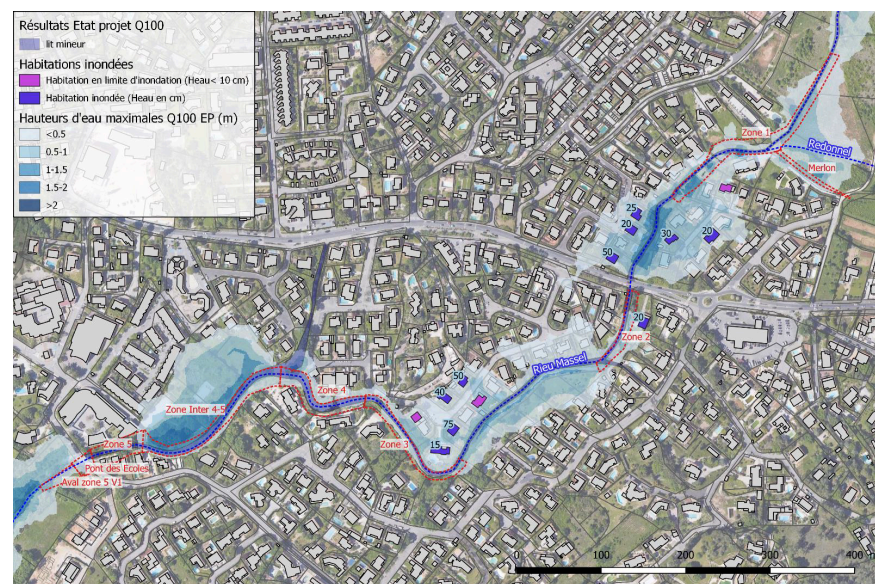 Résultats Etat projet Q100
lit mineur
Habitations inondées
Habitation en limite d'inondation (Heau< 10 cm)
Habitation inondée (Heau en cm)
Hauteurs d'eau maximales Q100 EP (m)
<0.5
0.5-1
1-1.5
1.5-2
>2
Zone 1
Redonnel
Merlon
25
20
30
20
50
20
Zone 2
Rieu Massel
50
40
75
15
Zone 4
Zone 3
Zone Inter 4-5
Zone 5
Pont des Ecoles
Aval zone 5 V1
0 100 200 300 400 m